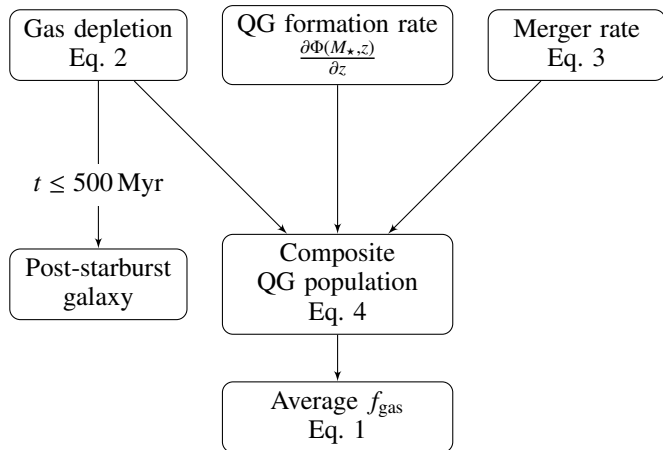 Gas depletion
Eq. 2
QG formation rate
∂Φ(M⋆,z)
∂z
Merger rate
Eq. 3
t ≤ 500 Myr
Post-starburst
galaxy
Composite
QG population
Eq. 4
Average f_gas
Eq. 1